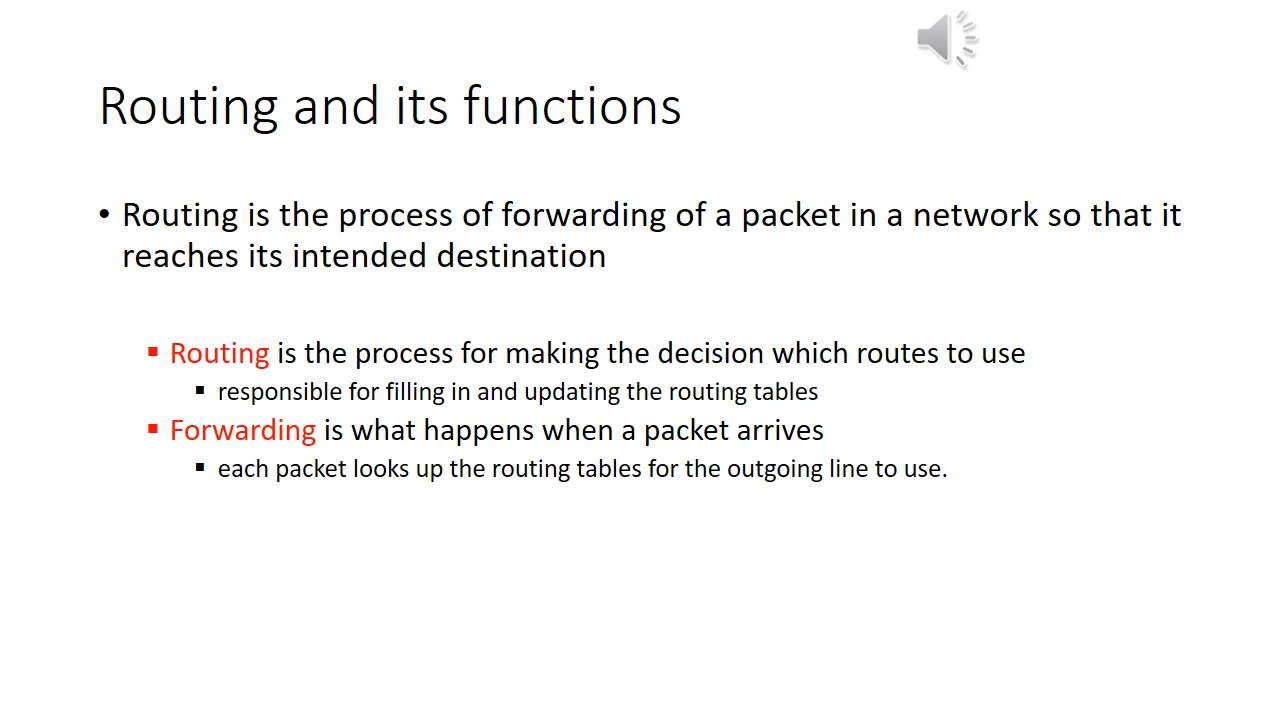 Routing and its functions
• Routing is the process of forwarding of a packet in a network so that it
reaches its intended destination
▪ Routing is the process for making the decision which routes to use
▪ responsible for filling in and updating the routing tables
▪ Forwarding is what happens when a packet arrives
▪ each packet looks up the routing tables for the outgoing line to use.